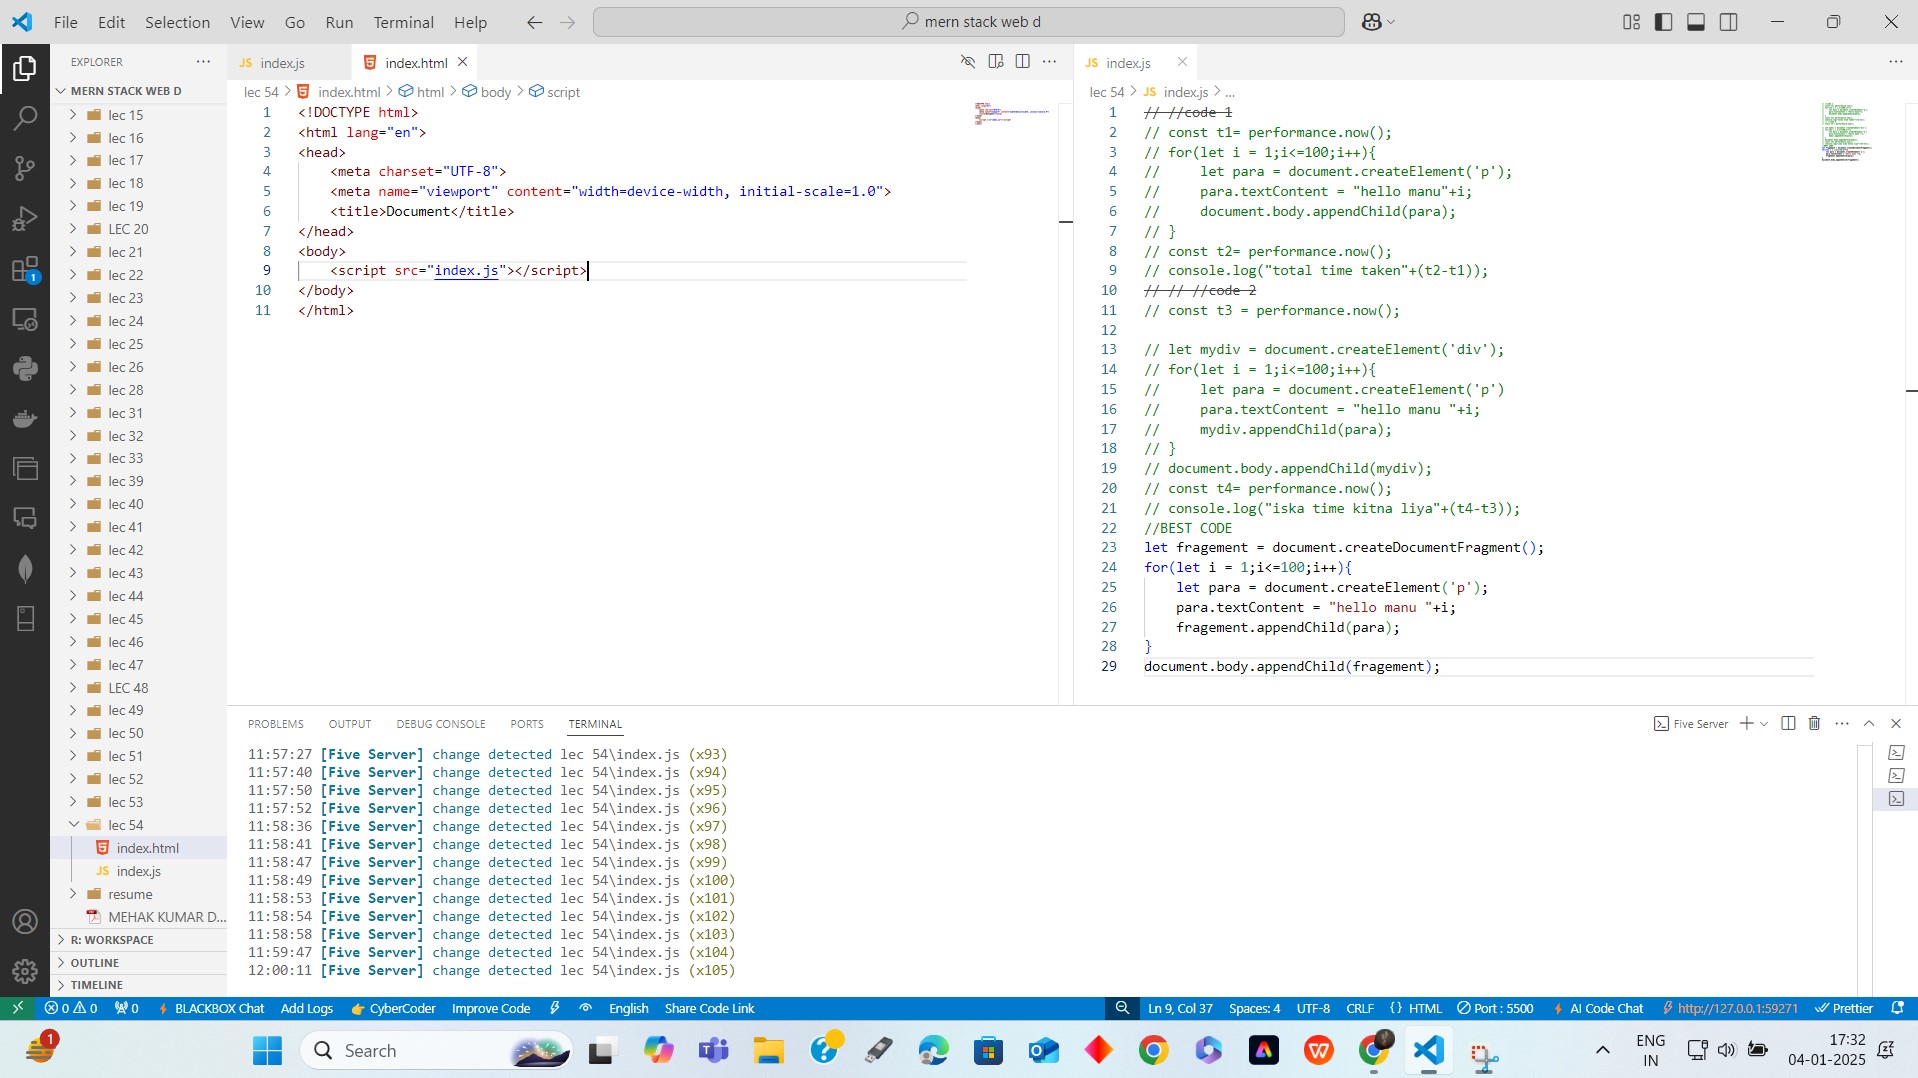 File Edit Selection View Go Run Terminal Help
mern stack web d
EXPLORER
MERN STACK WEB D
lec 15
lec 16
lec 17
lec 18
lec 19
LEC 20
lec 21
lec 22
lec 23
lec 24
lec 25
lec 26
lec 28
lec 31
lec 32
lec 33
lec 39
lec 40
lec 41
lec 42
lec 43
lec 44
lec 45
lec 46
lec 47
LEC 48
lec 49
lec 50
lec 51
lec 52
lec 53
lec 54
index.html
JS index.js
resume
MEHAK KUMAR D...
R: WORKSPACE
OUTLINE
TIMELINE
1
JS index.js
index.html
lec 54 > index.html > html > body > script
1 <!DOCTYPE html>
2 <html lang="en">
3 <head>
4 <meta charset="UTF-8">
5 <meta name="viewport" content="width=device-width, initial-scale=1.0">
6 <title>Document</title>
7 </head>
8 <body>
9 <script src="index.js"></script>
10 </body>
11 </html>
JS index.js
lec 54 > JS index.js > ...
1 // //code 1
2 // const t1= performance.now();
3 // for(let i = 1;i<=100;i++){
4 // let para = document.createElement('p');
5 // para.textContent = "hello manu"+i;
6 // document.body.appendChild(para);
7 // }
8 // const t2= performance.now();
9 // console.log("total time taken"+(t2-t1));
10 // // //code 2
11 // const t3 = performance.now();
12
13 // let mydiv = document.createElement('div');
14 // for(let i = 1;i<=100;i++){
15 // let para = document.createElement('p')
16 // para.textContent = "hello manu "+i;
17 // mydiv.appendChild(para);
18 // }
19 // document.body.appendChild(mydiv);
20 // const t4= performance.now();
21 // console.log("iska time kitna liya"+(t4-t3));
22 //BEST CODE
23 let fragement = document.createDocumentFragment();
24 for(let i = 1;i<=100;i++){
25 let para = document.createElement('p');
26 para.textContent = "hello manu "+i;
27 fragement.appendChild(para);
28 }
29 document.body.appendChild(fragement);
PROBLEMS OUTPUT DEBUG CONSOLE PORTS TERMINAL
Five Server
11:57:27 [Five Server] change detected lec 54\index.js (x93)
11:57:40 [Five Server] change detected lec 54\index.js (x94)
11:57:50 [Five Server] change detected lec 54\index.js (x95)
11:57:52 [Five Server] change detected lec 54\index.js (x96)
11:58:36 [Five Server] change detected lec 54\index.js (x97)
11:58:41 [Five Server] change detected lec 54\index.js (x98)
11:58:47 [Five Server] change detected lec 54\index.js (x99)
11:58:49 [Five Server] change detected lec 54\index.js (x100)
11:58:53 [Five Server] change detected lec 54\index.js (x101)
11:58:54 [Five Server] change detected lec 54\index.js (x102)
11:58:58 [Five Server] change detected lec 54\index.js (x103)
11:59:47 [Five Server] change detected lec 54\index.js (x104)
12:00:11 [Five Server] change detected lec 54\index.js (x105)
0 0 0 BLACKBOX Chat Add Logs CyberCoder Improve Code English Share Code Link
Ln 9, Col 37 Spaces: 4 UTF-8 CRLF {} HTML Port : 5500 AI Code Chat http://127.0.0.1:59271 Prettier
1
Search
ENG
IN
17:32
04-01-2025